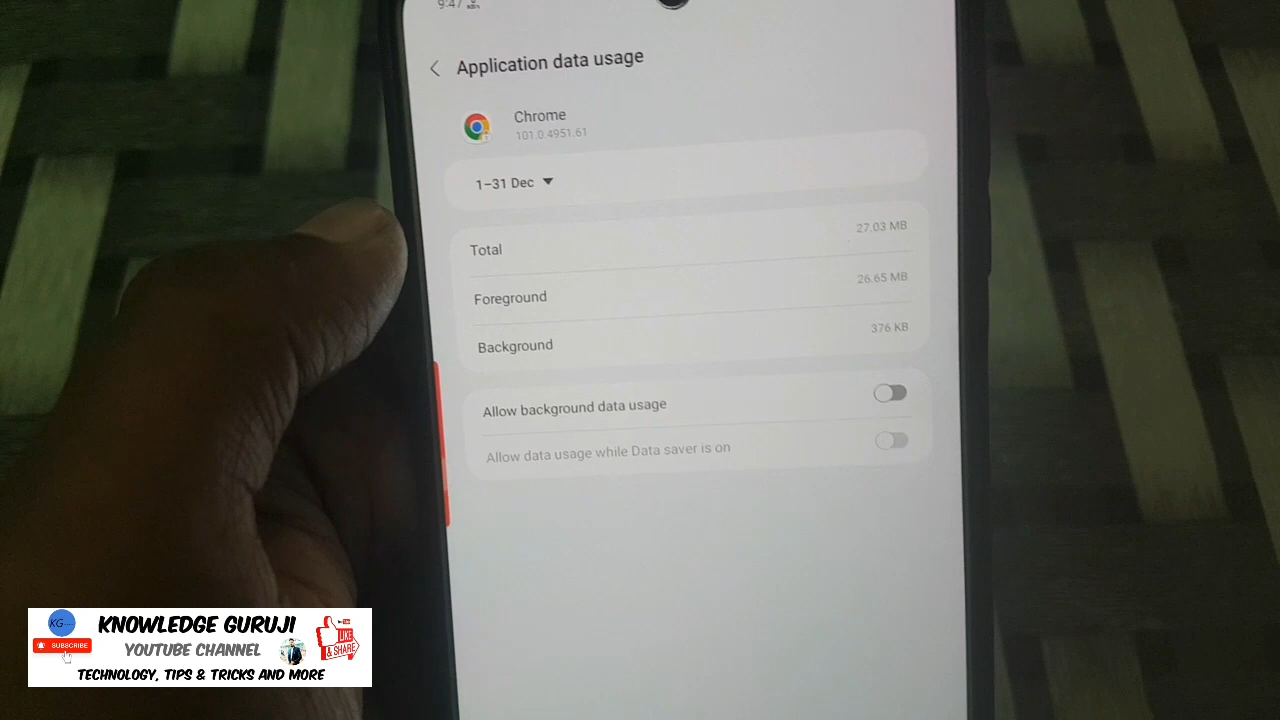 9:47
Application data usage
Chrome
101.0.4951.61
1–31 Dec
Total 27.03 MB
Foreground 26.65 MB
Background 376 KB
Allow background data usage
Allow data usage while Data saver is on
KG
KNOWLEDGE GURUJI
SUBSCRIBE
YOUTUBE CHANNEL
LIKE
& SHARE
TECHNOLOGY, TIPS & TRICKS AND MORE